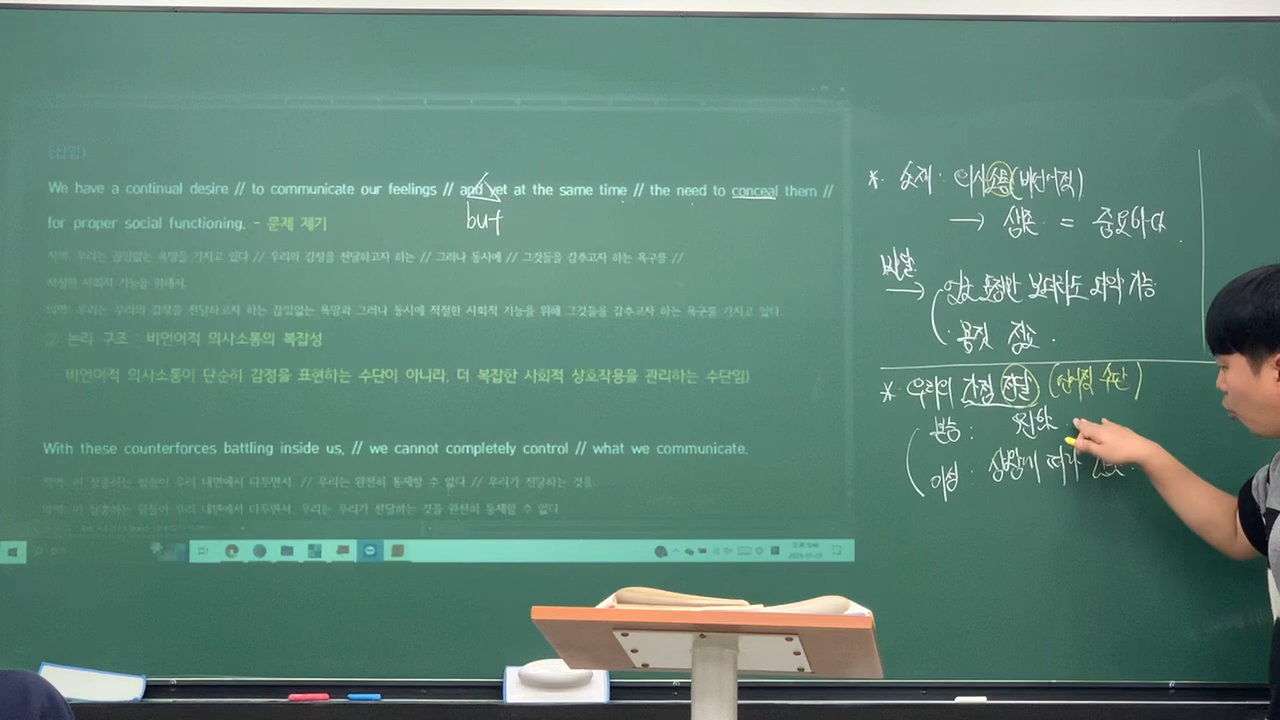 (삽입)
We have a continual desire // to communicate our feelings // and yet at the same time // the need to conceal them //
but
for proper social functioning. - 문제 제기
직역: 우리는 끊임없는 욕망을 가지고 있다 // 우리의 감정을 전달하고자 하는 // 그러나 동시에 // 그것들을 감추고자 하는 욕구를 //
적절한 사회적 기능을 위해서.
의역: 우리는 우리의 감정을 전달하고자 하는 끊임없는 욕망과 그러나 동시에 적절한 사회적 기능을 위해 그것들을 감추고자 하는 욕구를 가지고 있다.
② 논리 구조 : 비언어적 의사소통의 복잡성
비언어적 의사소통이 단순히 감정을 표현하는 수단이 아니라, 더 복잡한 사회적 상호작용을 관리하는 수단임)
With these counterforces battling inside us, // we cannot completely control // what we communicate.
직역: 이 상충하는 힘들이 우리 내면에서 다투면서, // 우리는 완전히 통제할 수 없다 // 우리가 전달하는 것을
의역: 이 상충하는 힘들이 우리 내면에서 다투면서, 우리는 우리가 전달하는 것을 완전히 통제할 수 없다
* 소재: 의사소통(비언어적)
→ 생존 = 중요하다.
발달 → 얼굴 표정만 보더라도 파악 가능
· 몸짓 정보.
* 우리의 감정 전달 (언어적 수단)
본능:
이성: 상황에 따라